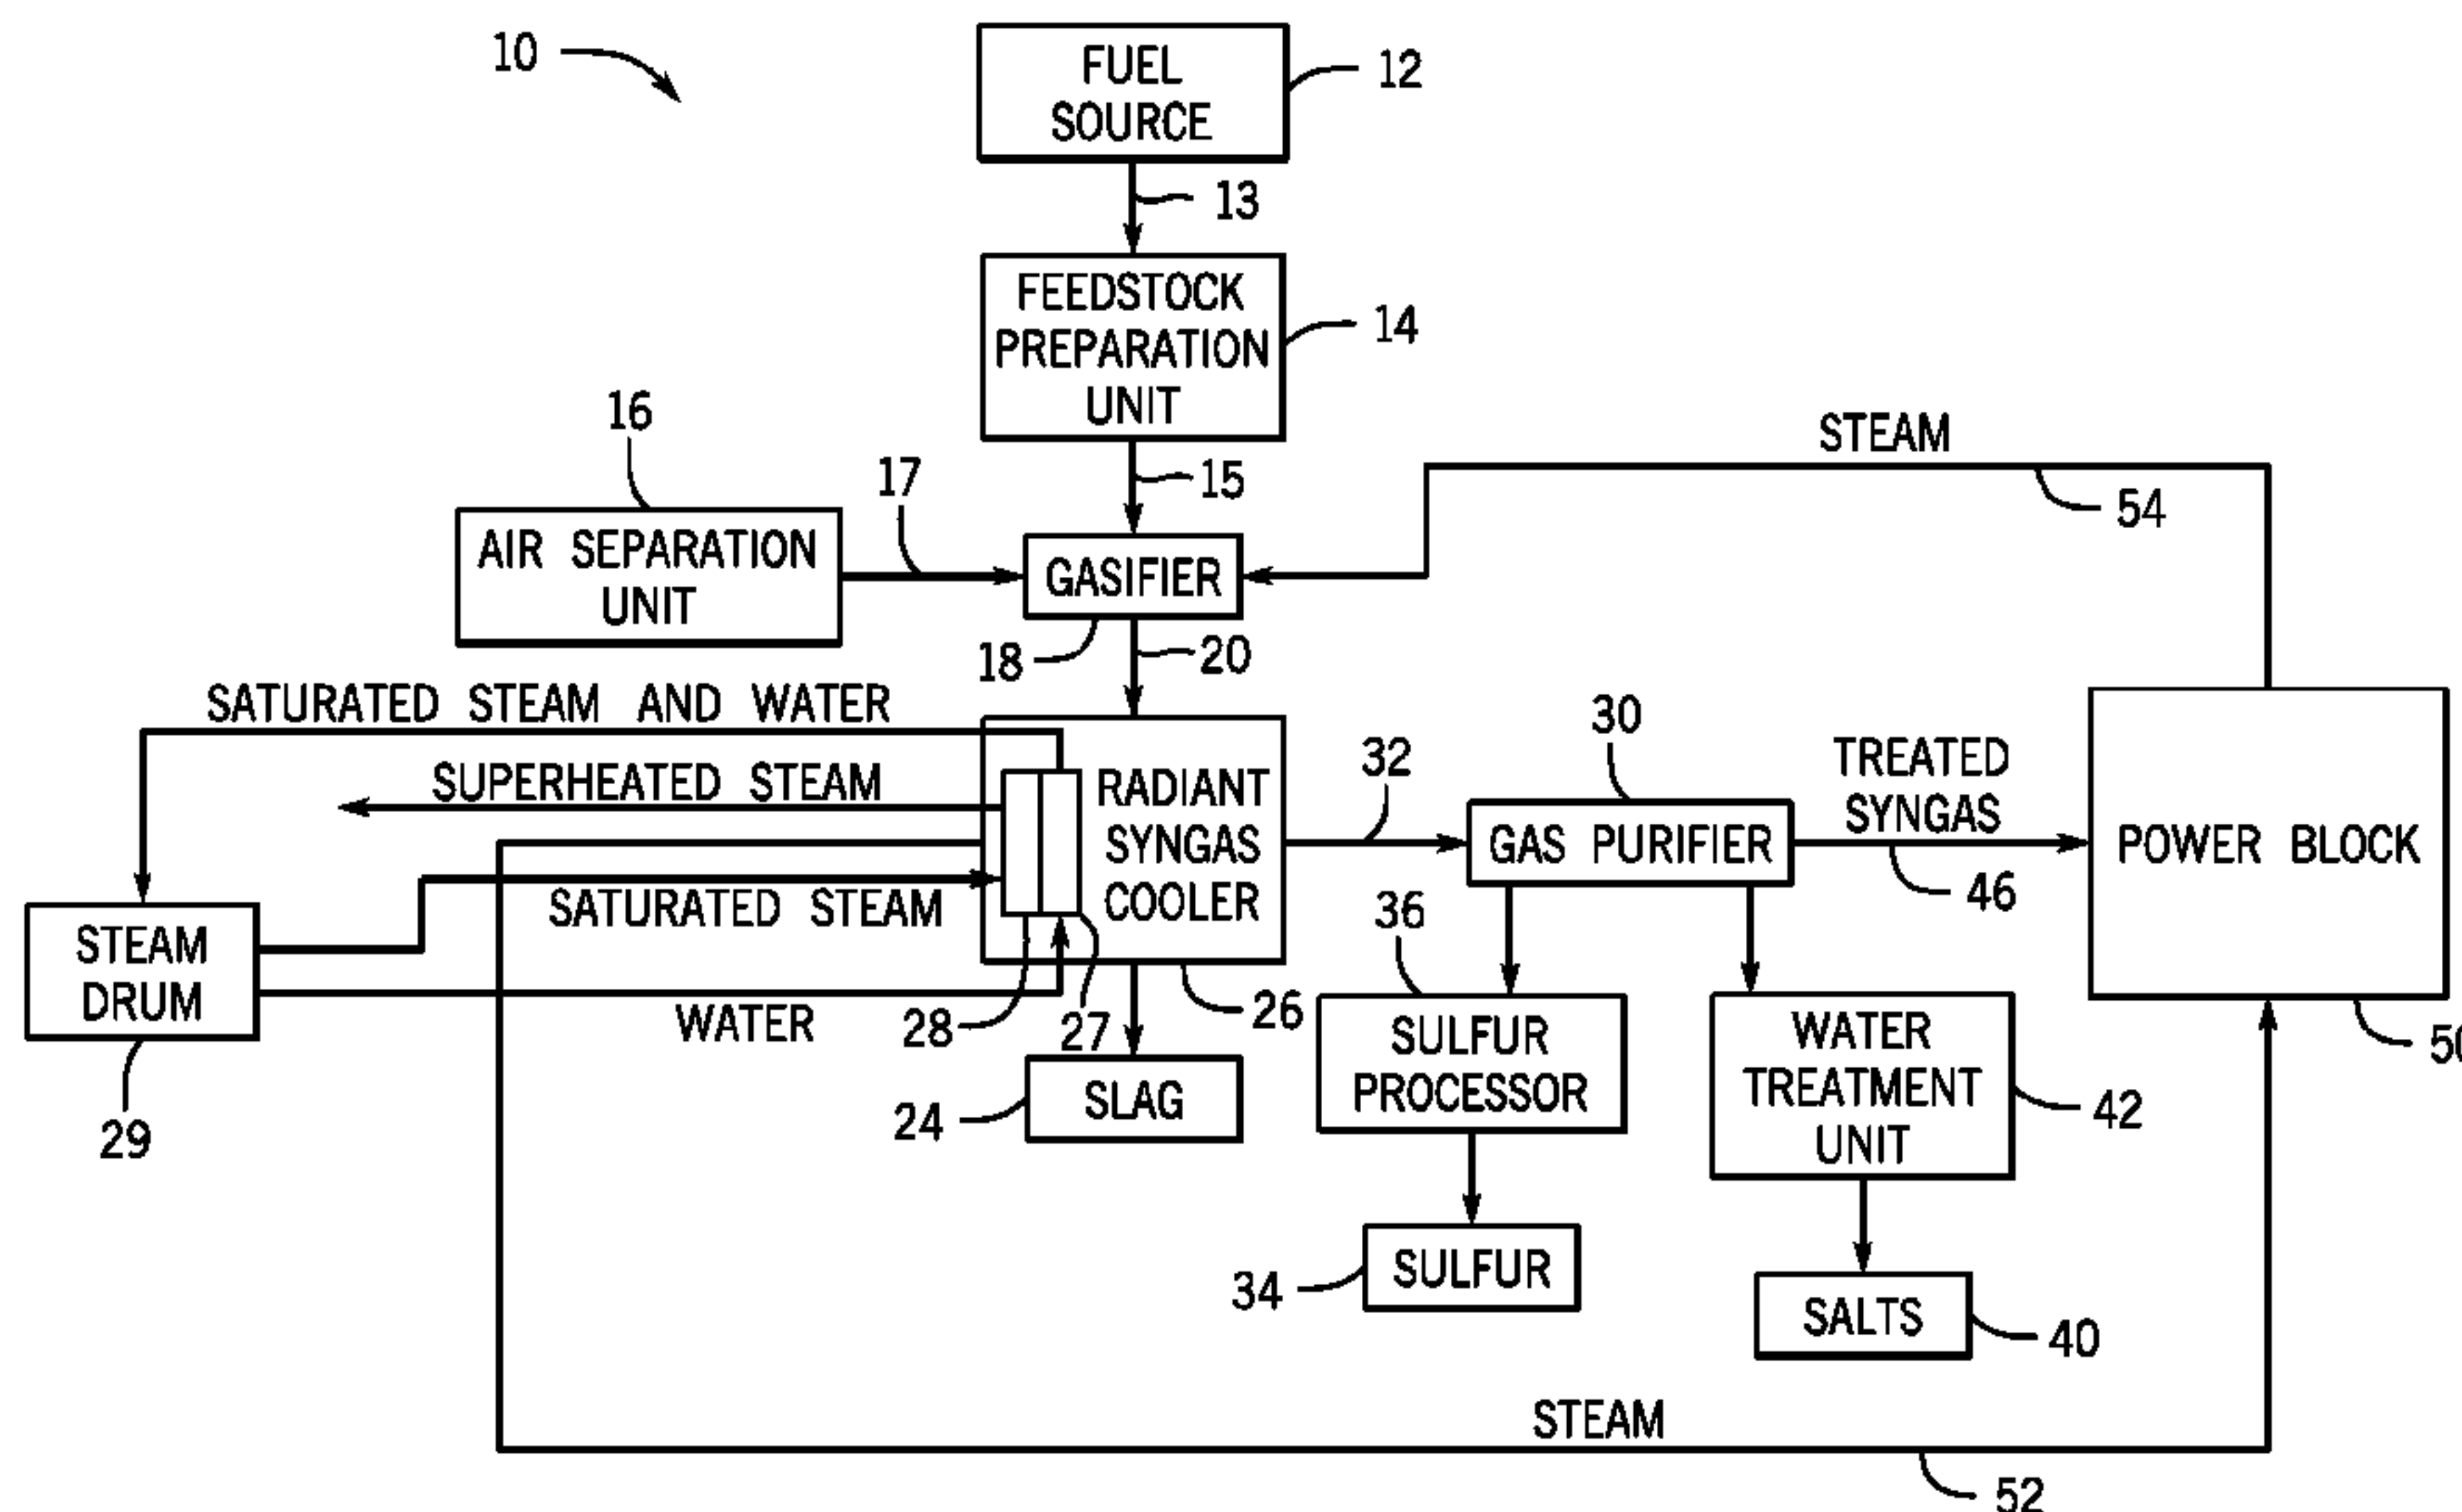 10
FUEL
SOURCE
12
13
FEEDSTOCK
PREPARATION
UNIT
14
15
16
17
AIR SEPARATION
UNIT
GASIFIER
18
20
STEAM
54
SATURATED STEAM AND WATER
SUPERHEATED STEAM
SATURATED STEAM
WATER
RADIANT
SYNGAS
COOLER
28
27
26
STEAM
DRUM
29
SLAG
24
32
30
GAS PURIFIER
TREATED
SYNGAS
46
POWER BLOCK
36
SULFUR
PROCESSOR
WATER
TREATMENT
UNIT
42
SULFUR
34
SALTS
40
STEAM
52